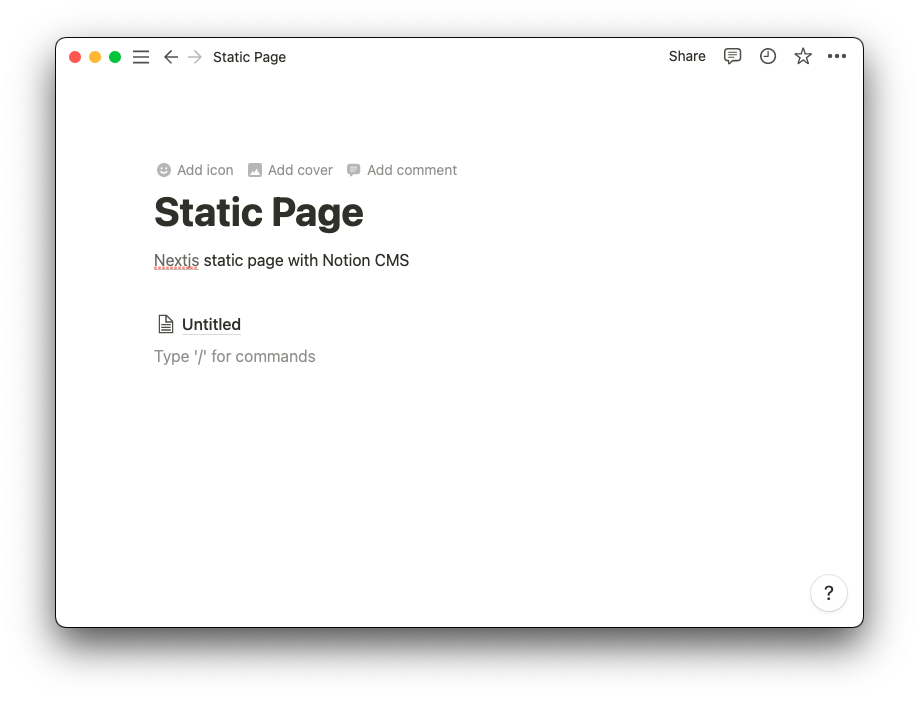 Static Page
Share
Add icon Add cover Add comment
Static Page
Nextjs static page with Notion CMS
Untitled
Type '/' for commands
?